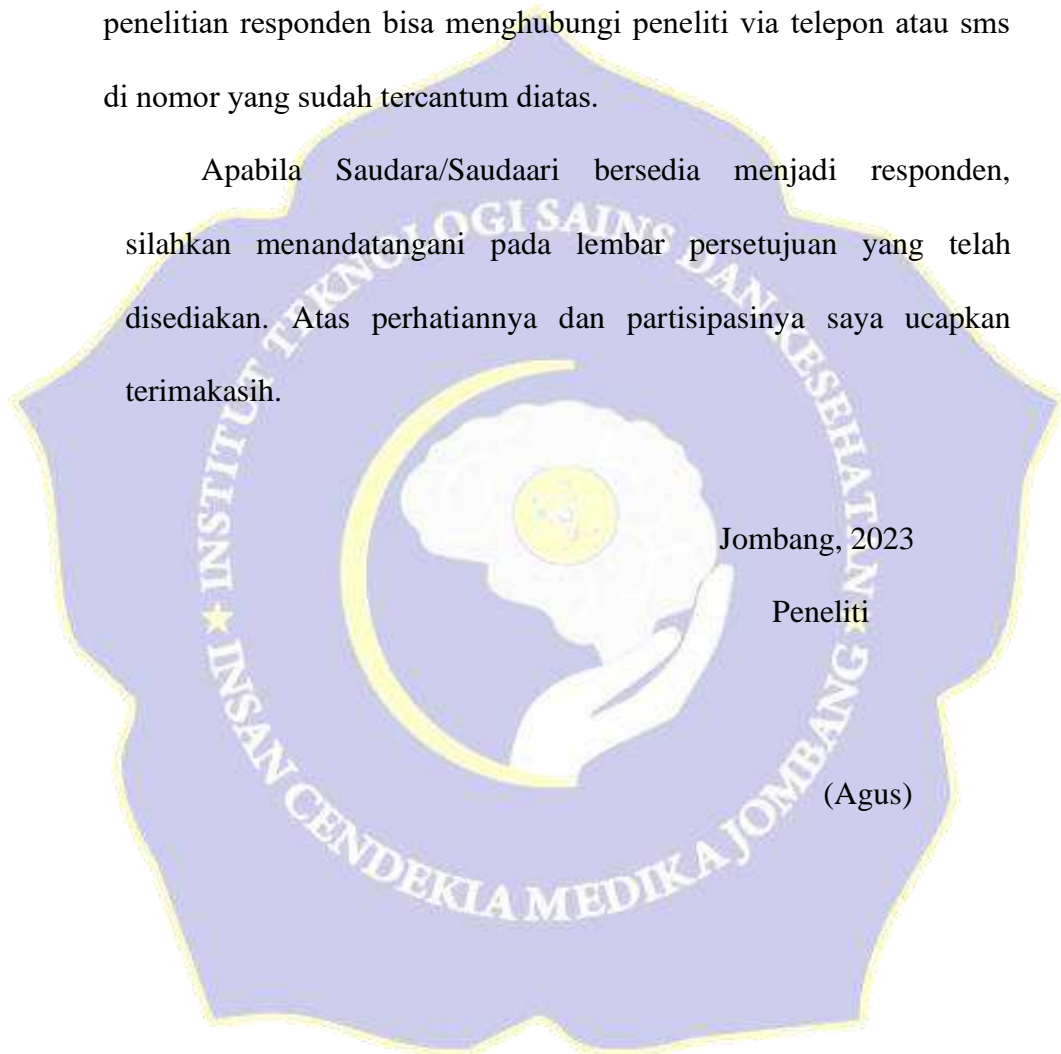 penelitian responden bisa menghubungi peneliti via telepon atau sms
di nomor yang sudah tercantum diatas.
Apabila Saudara/Saudaari bersedia menjadi responden,
silahkan menandatangani pada lembar persetujuan yang telah
disediakan. Atas perhatiannya dan partisipasinya saya ucapkan
terimakasih.
Jombang, 2023
Peneliti
(Agus)
INSTITUT TEKNOLOGI SAINS DAN KESEHATAN
INSAN CENDEKIA MEDIKA JOMBANG